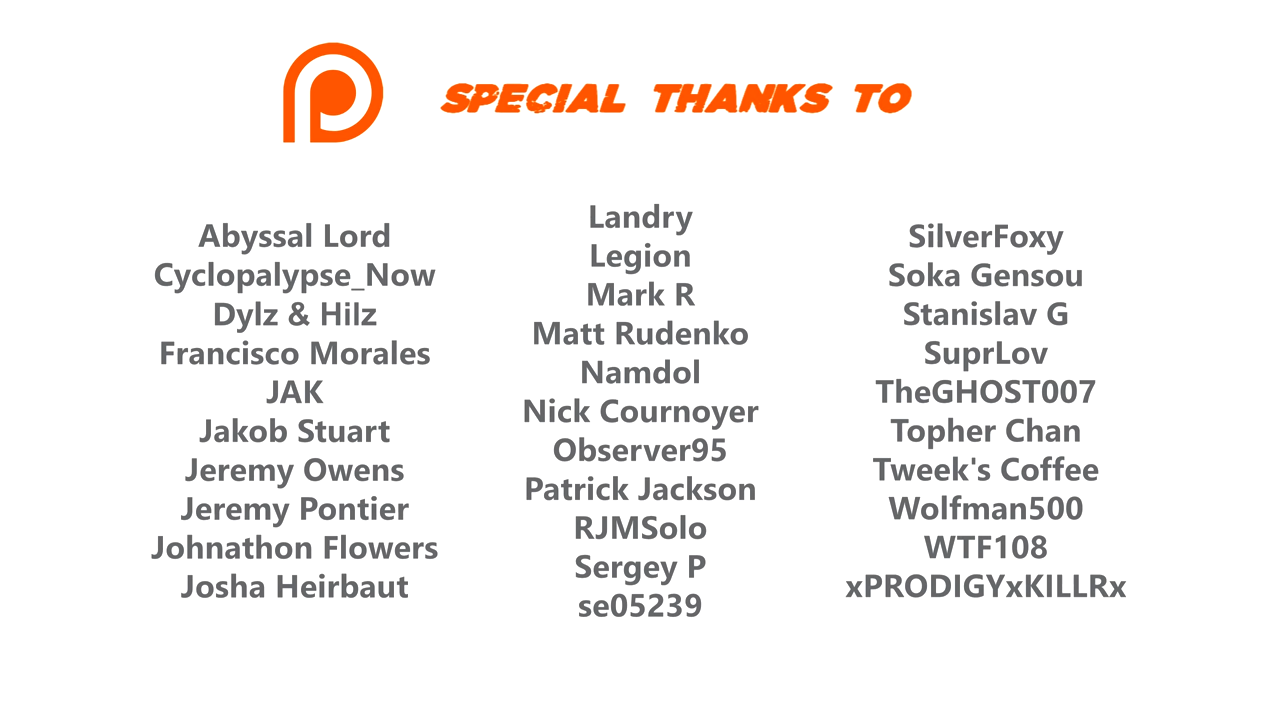 SPECIAL THANKS TO
Abyssal Lord
Cyclopalypse_Now
Dylz & Hilz
Francisco Morales
JAK
Jakob Stuart
Jeremy Owens
Jeremy Pontier
Johnathon Flowers
Josha Heirbaut
Landry
Legion
Mark R
Matt Rudenko
Namdol
Nick Cournoyer
Observer95
Patrick Jackson
RJMSolo
Sergey P
se05239
SilverFoxy
Soka Gensou
Stanislav G
SuprLov
TheGHOST007
Topher Chan
Tweek's Coffee
Wolfman500
WTF108
xPRODIGYxKILLRx